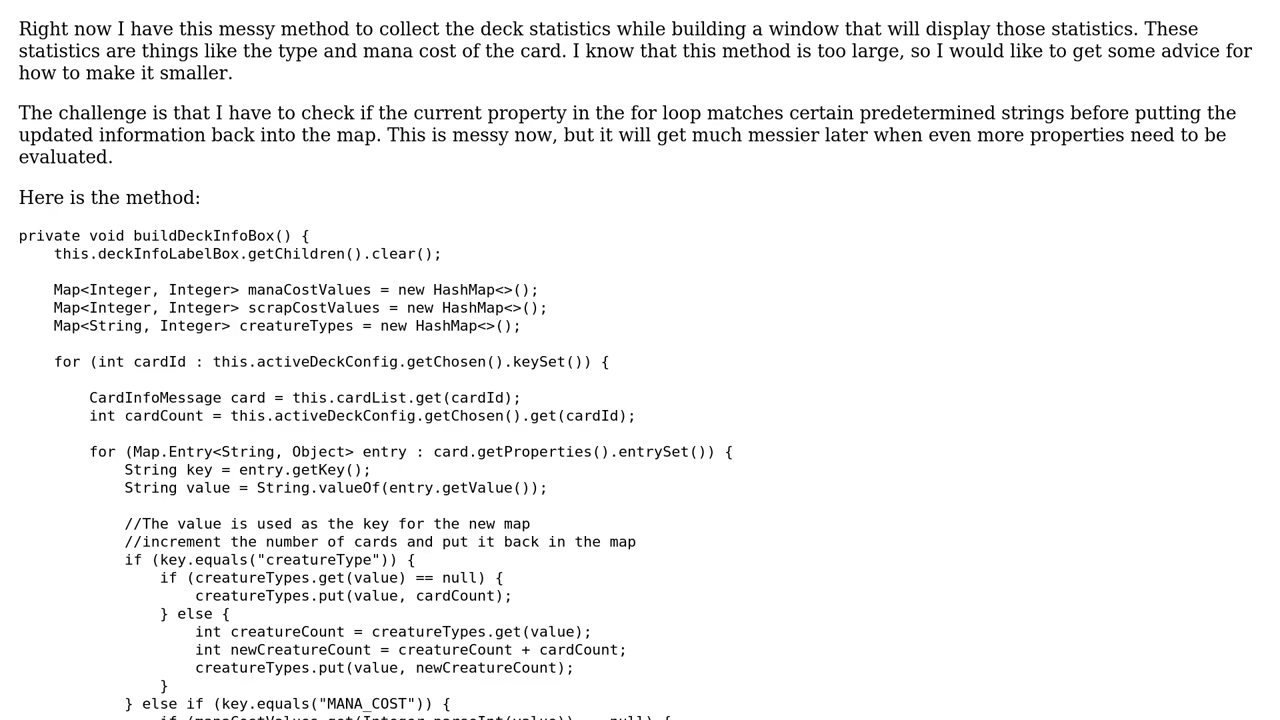 Right now I have this messy method to collect the deck statistics while building a window that will display those statistics. These
statistics are things like the type and mana cost of the card. I know that this method is too large, so I would like to get some advice for
how to make it smaller.
The challenge is that I have to check if the current property in the for loop matches certain predetermined strings before putting the
updated information back into the map. This is messy now, but it will get much messier later when even more properties need to be
evaluated.
Here is the method:
private void buildDeckInfoBox() {
    this.deckInfoLabelBox.getChildren().clear();
    Map<Integer, Integer> manaCostValues = new HashMap<>();
    Map<Integer, Integer> scrapCostValues = new HashMap<>();
    Map<String, Integer> creatureTypes = new HashMap<>();
    for (int cardId : this.activeDeckConfig.getChosen().keySet()) {
        CardInfoMessage card = this.cardList.get(cardId);
        int cardCount = this.activeDeckConfig.getChosen().get(cardId);
        for (Map.Entry<String, Object> entry : card.getProperties().entrySet()) {
            String key = entry.getKey();
            String value = String.valueOf(entry.getValue());
            //The value is used as the key for the new map
            //increment the number of cards and put it back in the map
            if (key.equals("creatureType")) {
                if (creatureTypes.get(value) == null) {
                    creatureTypes.put(value, cardCount);
                } else {
                    int creatureCount = creatureTypes.get(value);
                    int newCreatureCount = creatureCount + cardCount;
                    creatureTypes.put(value, newCreatureCount);
                }
            } else if (key.equals("MANA_COST")) {
                if (manaCostValues.get(Integer.parseInt(value)) == null) {